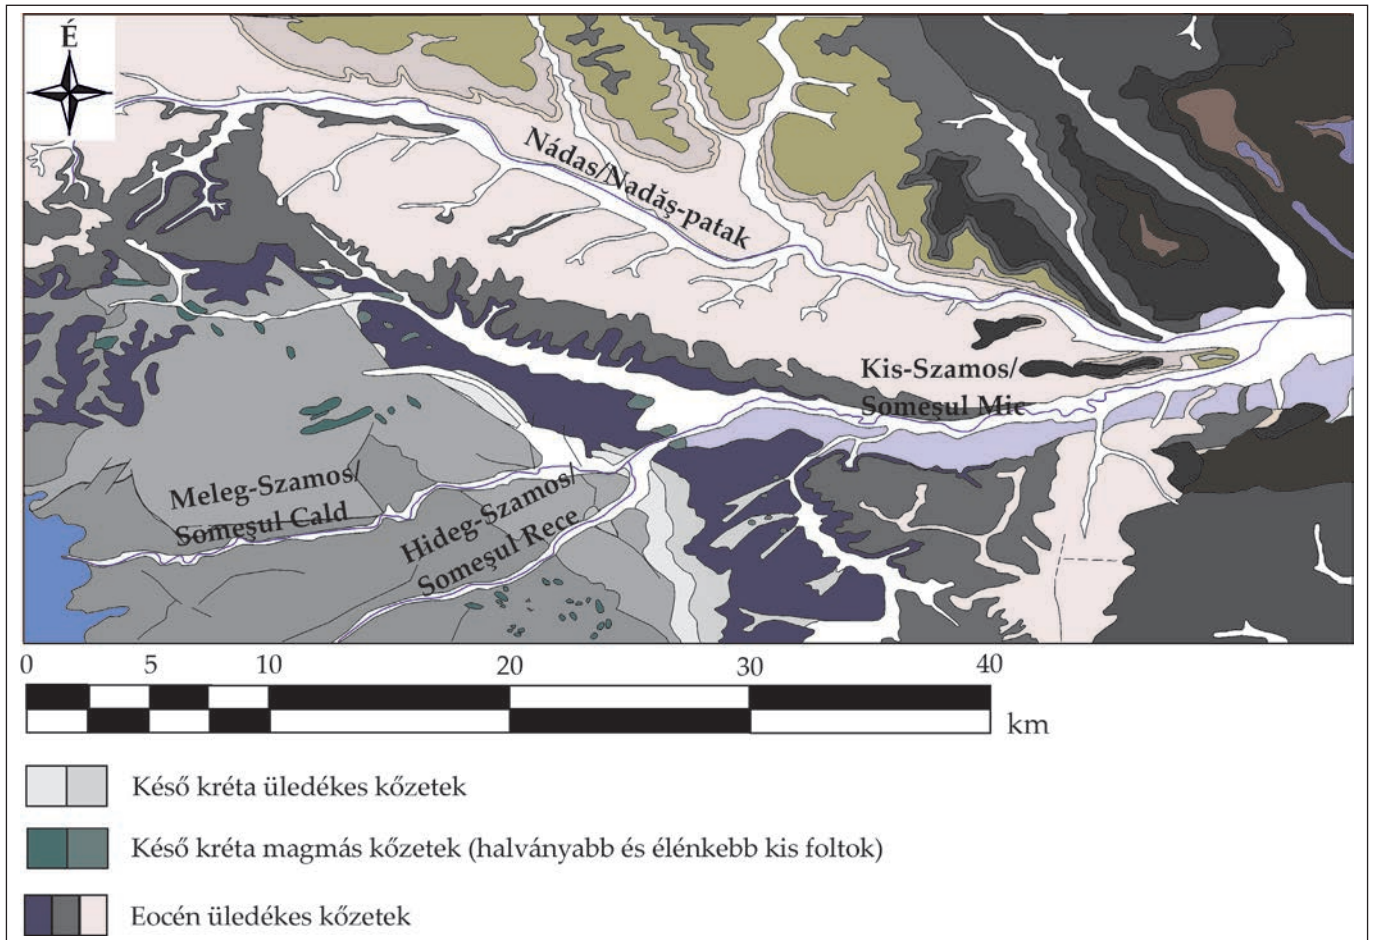 É
Nádas/Nadăş-patak
Kis-Szamos/
Someşul Mic
Meleg-Szamos/
Someşul Cald
Hideg-Szamos/
Someşul Rece
0 5 10 20 30 40
km
Késő kréta üledékes kőzetek
Késő kréta magmás kőzetek (halványabb és élénkebb kis foltok)
Eocén üledékes kőzetek